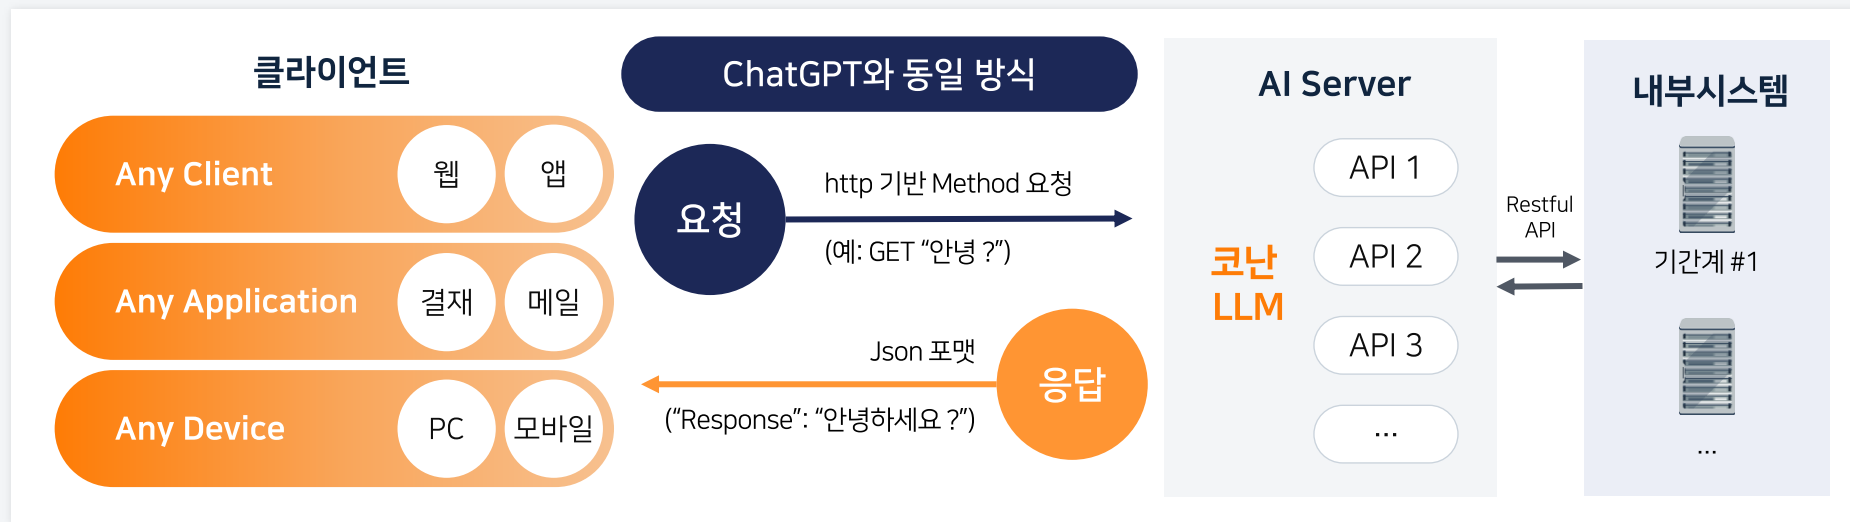 클라이언트
Any Client
웹
앱
Any Application
결재
메일
Any Device
PC
모바일
ChatGPT와 동일 방식
요청
http 기반 Method 요청
(예: GET “안녕 ?”)
Json 포맷
(“Response”: “안녕하세요 ?”)
응답
AI Server
코난
LLM
API 1
API 2
API 3
...
Restful
API
내부시스템
기간계 #1
...